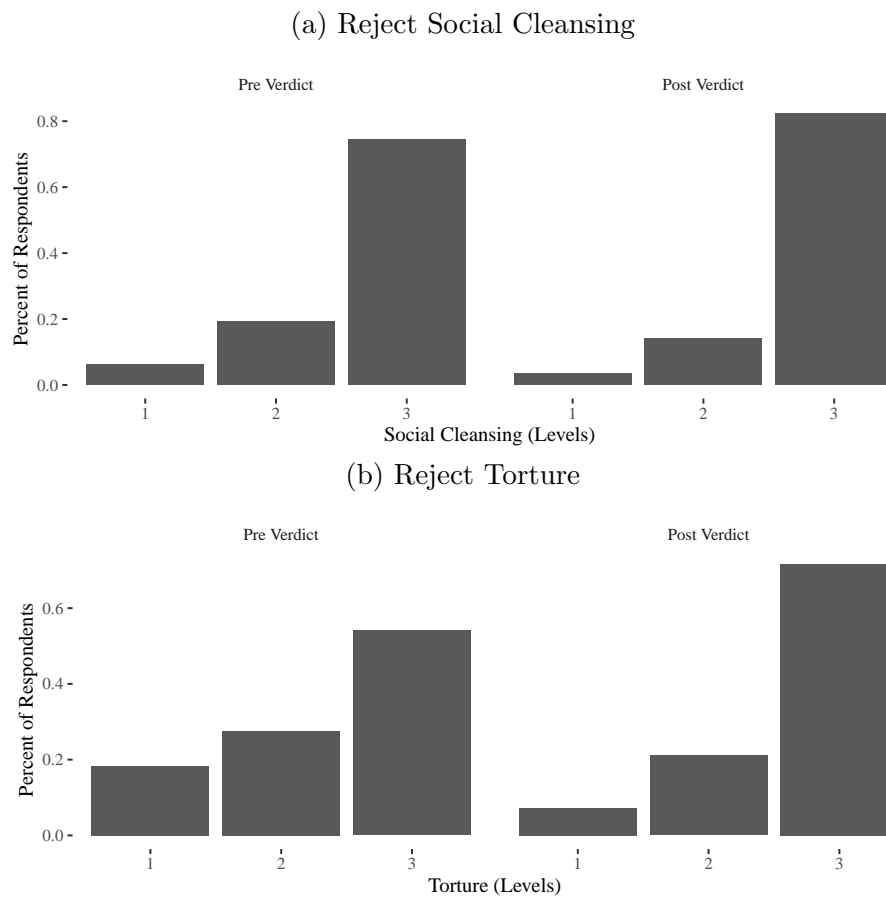 (a) Reject Social Cleansing
Pre Verdict Post Verdict
Percent of Respondents
0.8
0.6
0.4
0.2
0.0
1 2 3 1 2 3
Social Cleansing (Levels)
(b) Reject Torture
Pre Verdict Post Verdict
Percent of Respondents
0.6
0.4
0.2
0.0
1 2 3 1 2 3
Torture (Levels)